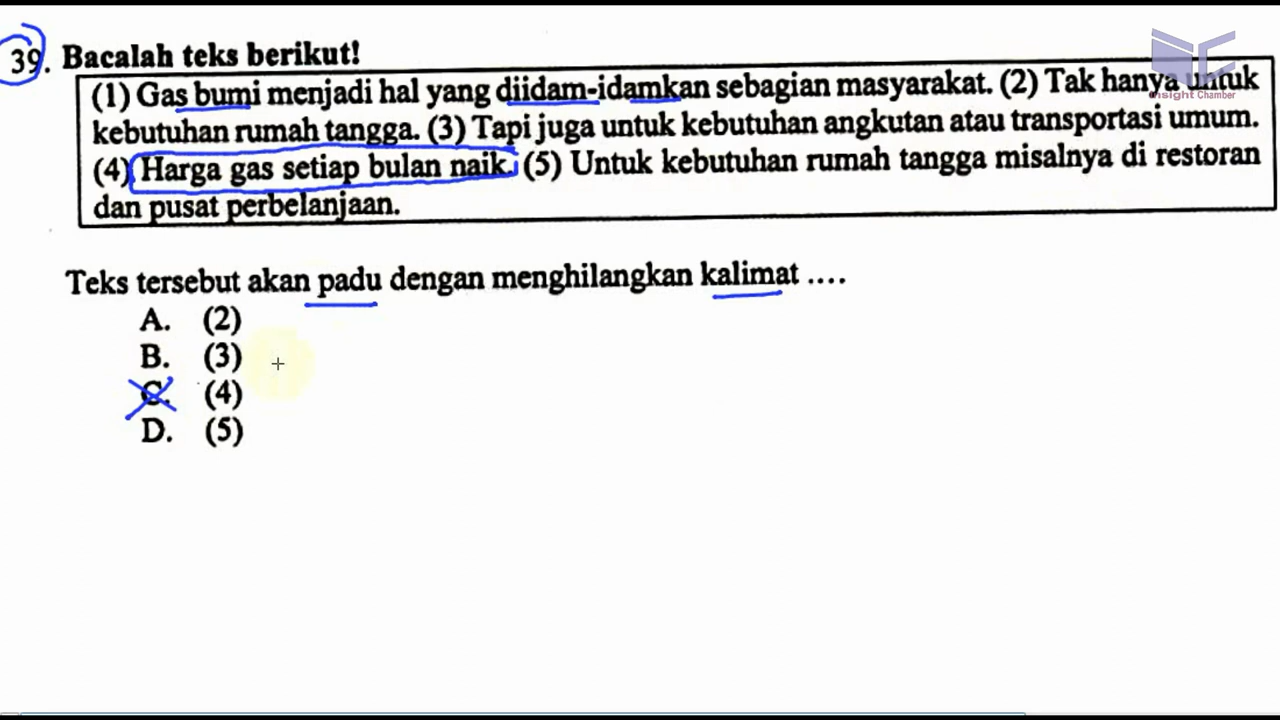 39. Bacalah teks berikut!
(1) Gas bumi menjadi hal yang diidam-idamkan sebagian masyarakat. (2) Tak hanya untuk
kebutuhan rumah tangga. (3) Tapi juga untuk kebutuhan angkutan atau transportasi umum.
(4) Harga gas setiap bulan naik. (5) Untuk kebutuhan rumah tangga misalnya di restoran
dan pusat perbelanjaan.
Teks tersebut akan padu dengan menghilangkan kalimat ....
A. (2)
B. (3)
C. (4)
D. (5)
Insight Chamber